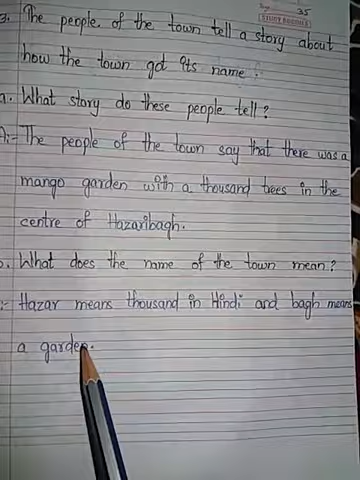 Page 35
3. The people of the town tell a story about
how the town got its name.
a. What story do these people tell?
A:- The people of the town say that there was a
mango garden with a thousand trees in the
centre of Hazaribagh.
b. What does the name of the town mean?
:- Hazar means thousand in Hindi and bagh means
a garden.